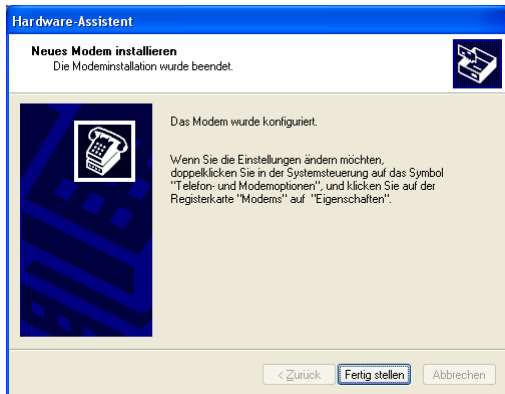 Hardware-Assistent
Neues Modem installieren
Die Modeminstallation wurde beendet.
Das Modem wurde konfiguriert.
Wenn Sie die Einstellungen ändern möchten,
doppelklicken Sie in der Systemsteuerung auf das Symbol
"Telefon- und Modemoptionen", und klicken Sie auf der
Registerkarte "Modems" auf "Eigenschaften".
< Zurück Fertig stellen Abbrechen